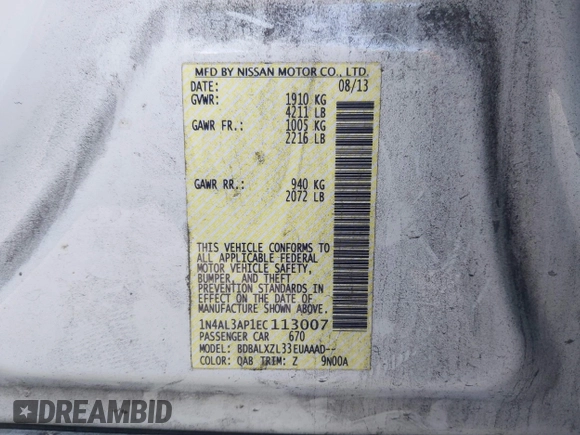 MFD BY NISSAN MOTOR CO., LTD.
DATE: 08/13
GVWR: 1910 KG
4211 LB
GAWR FR.: 1005 KG
2216 LB
GAWR RR.: 940 KG
2072 LB
THIS VEHICLE CONFORMS TO
ALL APPLICABLE FEDERAL
MOTOR VEHICLE SAFETY,
BUMPER, AND THEFT
PREVENTION STANDARDS IN
EFFECT ON THE DATE OF
MANUFACTURE SHOWN ABOVE.
1N4AL3AP1EC113007
PASSENGER CAR 670
MODEL: BDBALXZL33EUAAAD--
COLOR: QAB TRIM: Z 9N00A
DREAMBID